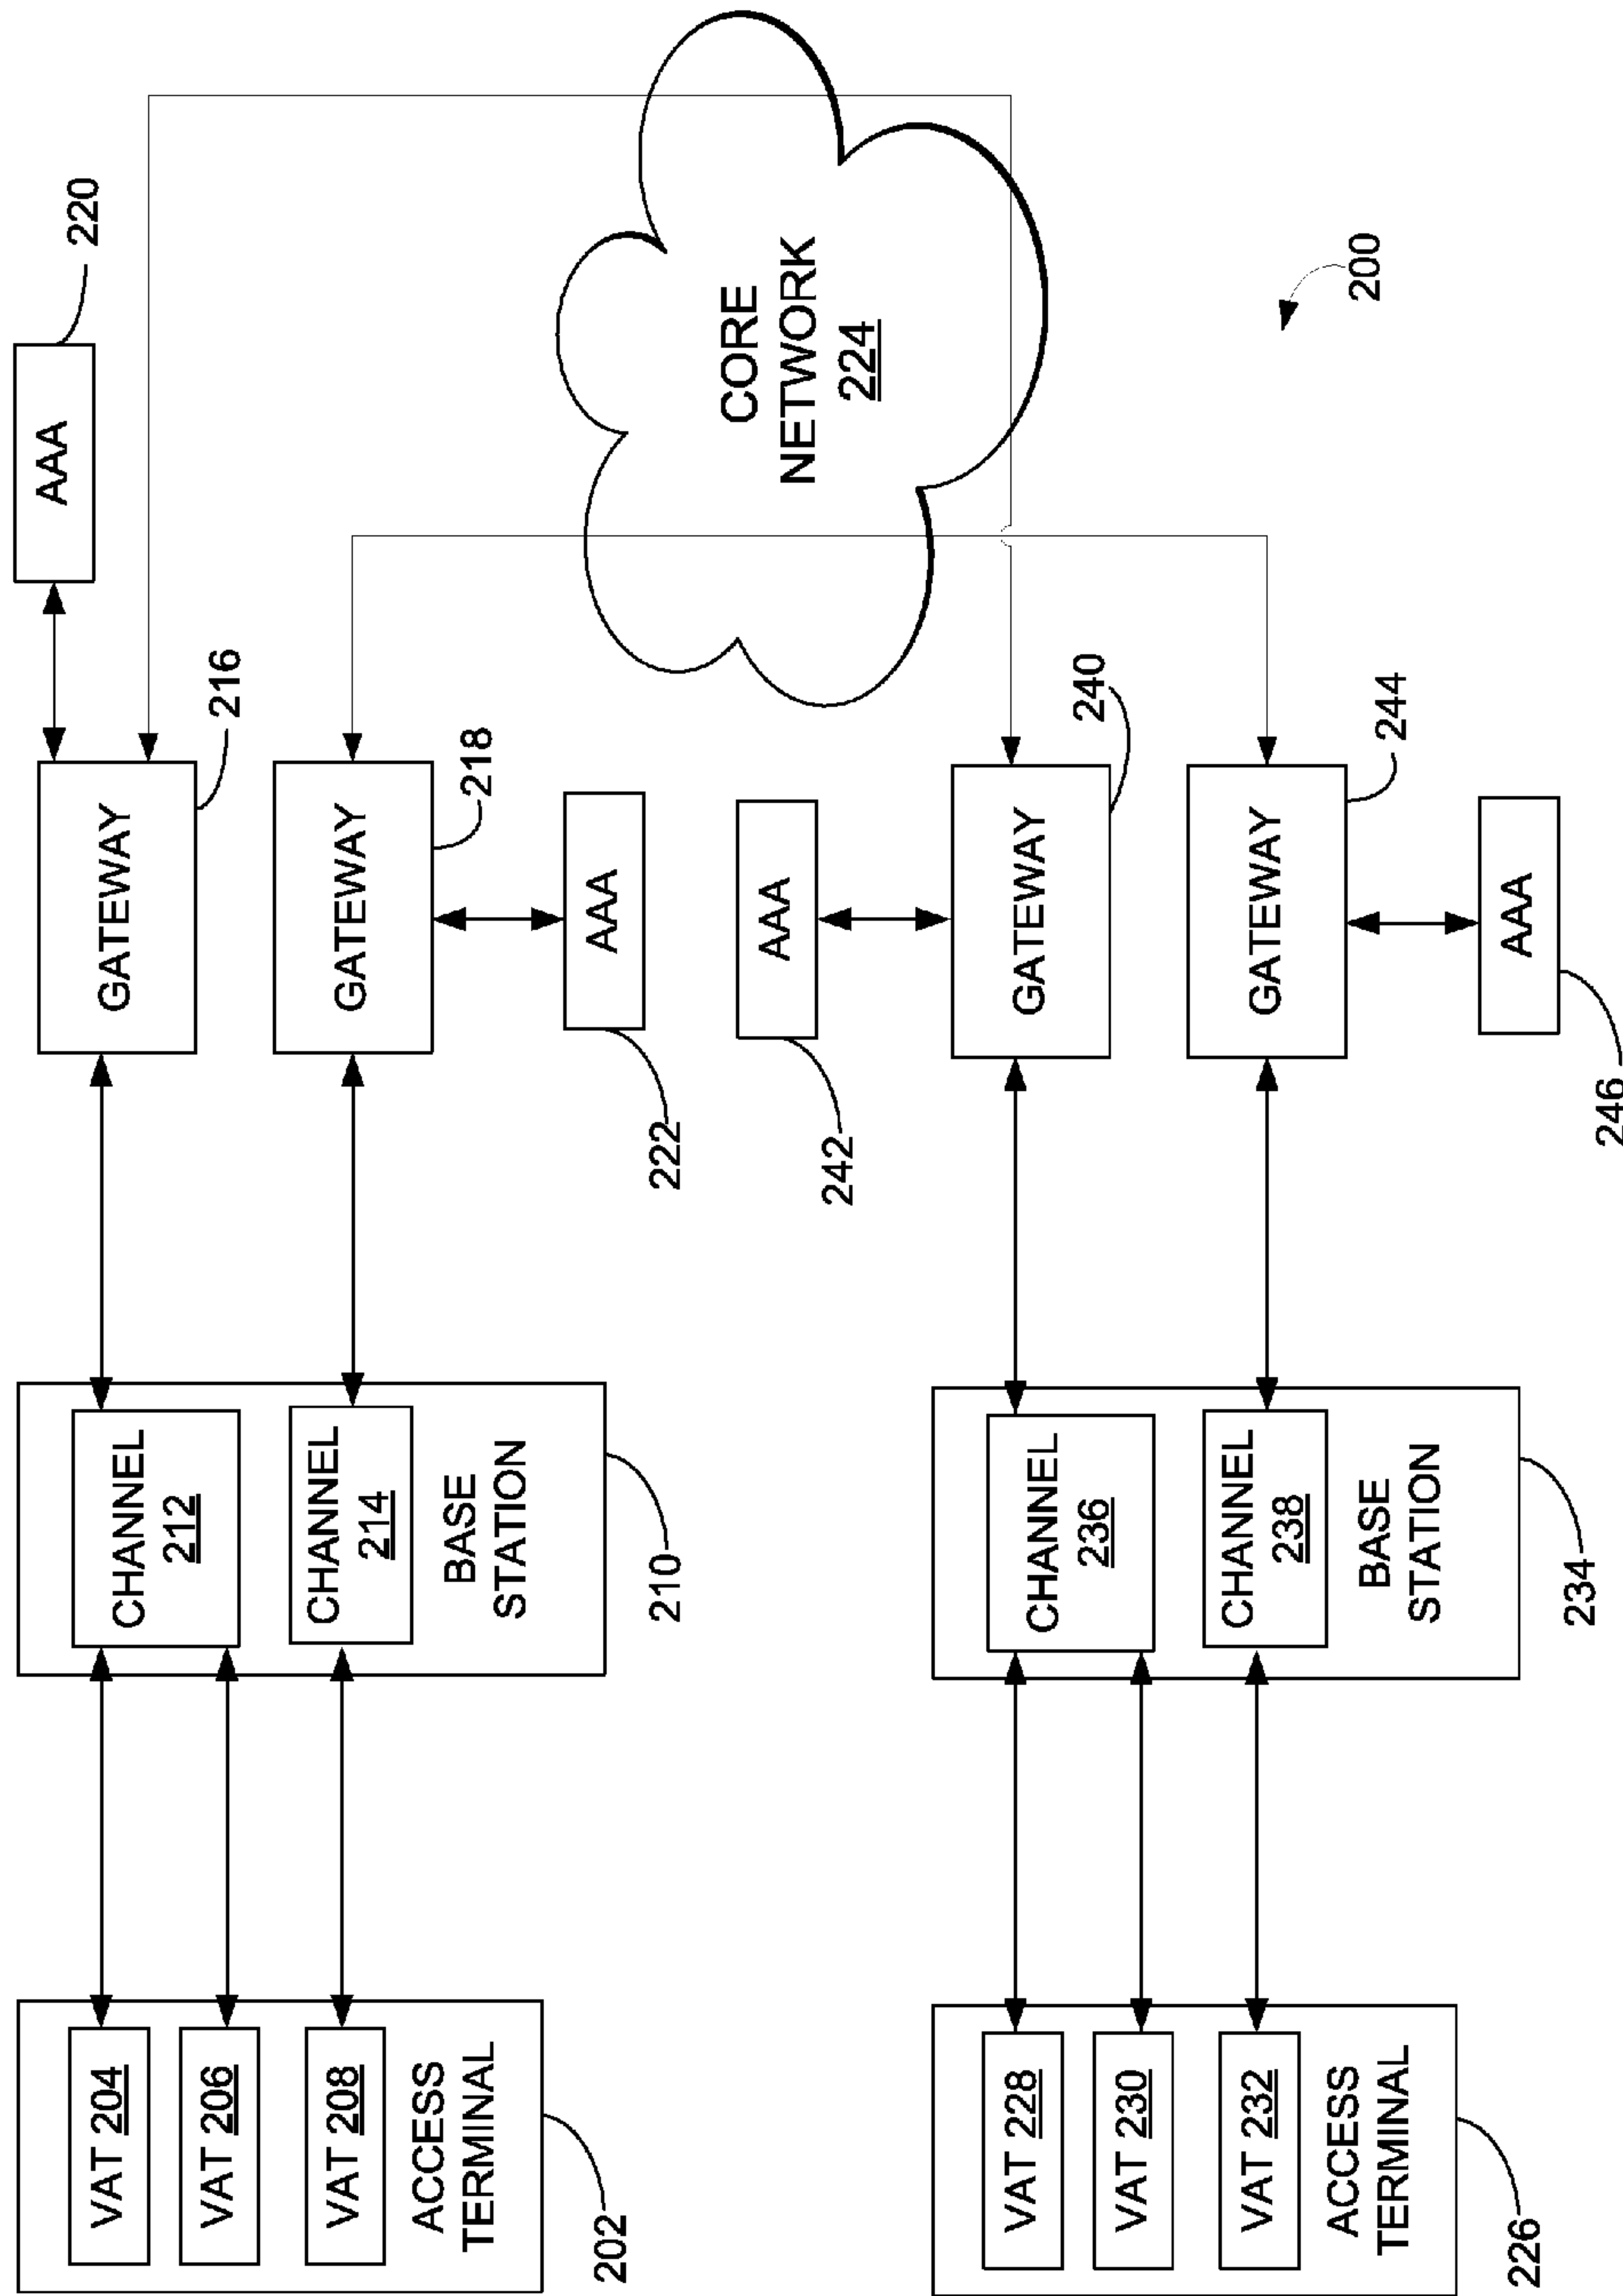 VAT 204
VAT 206
VAT 208
ACCESS
TERMINAL
202
CHANNEL
212
CHANNEL
214
BASE
STATION
210
GATEWAY
216
GATEWAY
218
AAA
220
AAA
222
CORE
NETWORK
224
VAT 228
VAT 230
VAT 232
ACCESS
TERMINAL
226
CHANNEL
236
CHANNEL
238
BASE
STATION
234
AAA
242
GATEWAY
240
GATEWAY
244
AAA
246
200